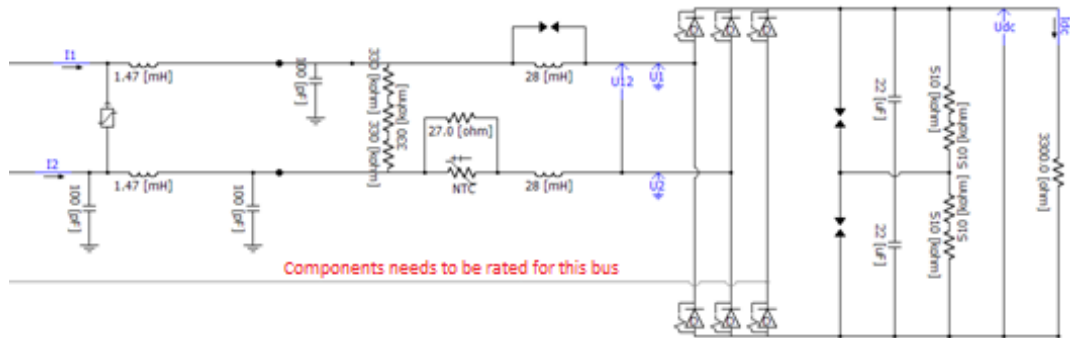 I1
1.47 [mH]
100 [pF]
330 [kohm] 330 [kohm]
330 [kohm]
28 [mH]
U12
U1
27.0 [ohm]
++
NTC
I2
1.47 [mH]
100 [pF]
100 [pF]
28 [mH]
U2
Components needs to be rated for this bus
22 [uF]
22 [uF]
510 [kohm]
510 [kohm]
510 [kohm]
510 [kohm]
Udc
Idc
3300.0 [ohm]